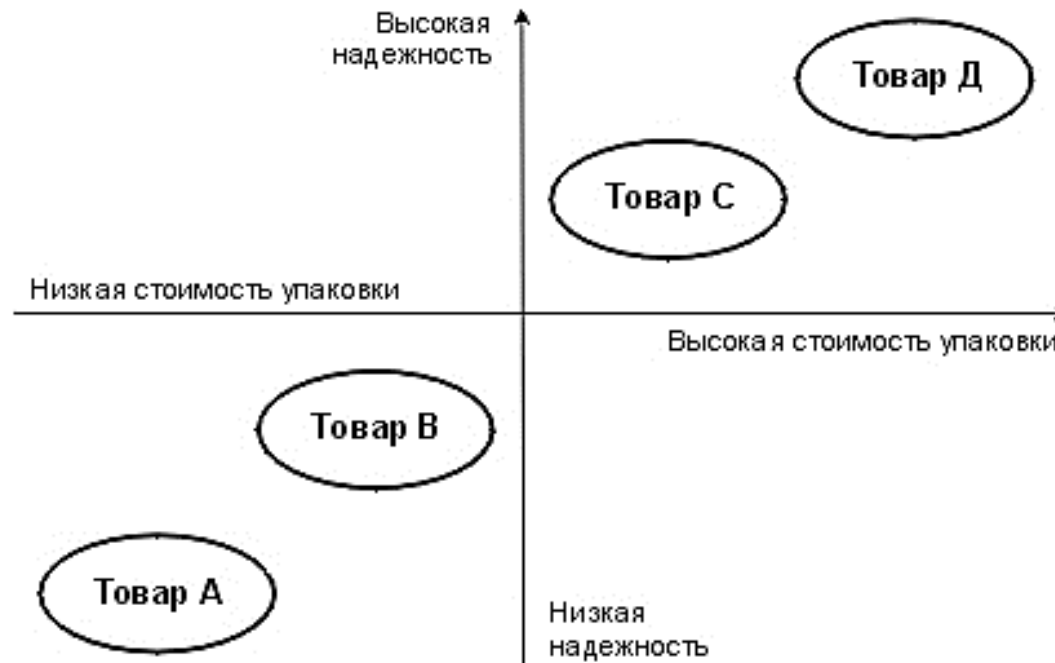 Высокая
надежность
Товар Д
Товар С
Низкая стоимость упаковки
Высокая стоимость упаковки
Товар В
Товар А
Низкая
надежность